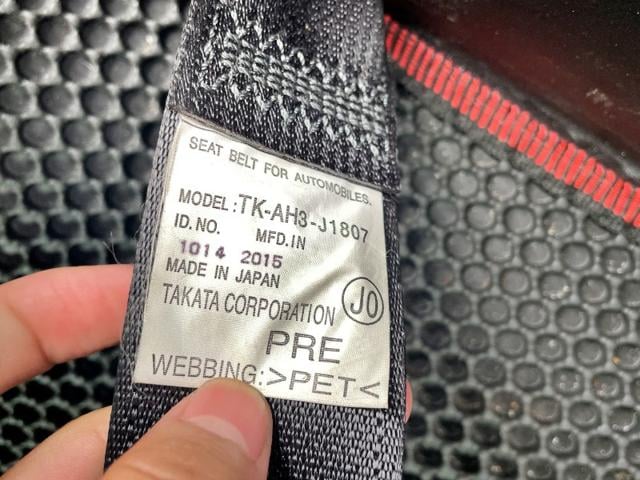 SEAT BELT FOR AUTOMOBILES.
MODEL:TK-AH3-J1807
ID.NO. MFD.IN
1014 2015
MADE IN JAPAN
TAKATA CORPORATION JO
PRE
WEBBING:>PET<